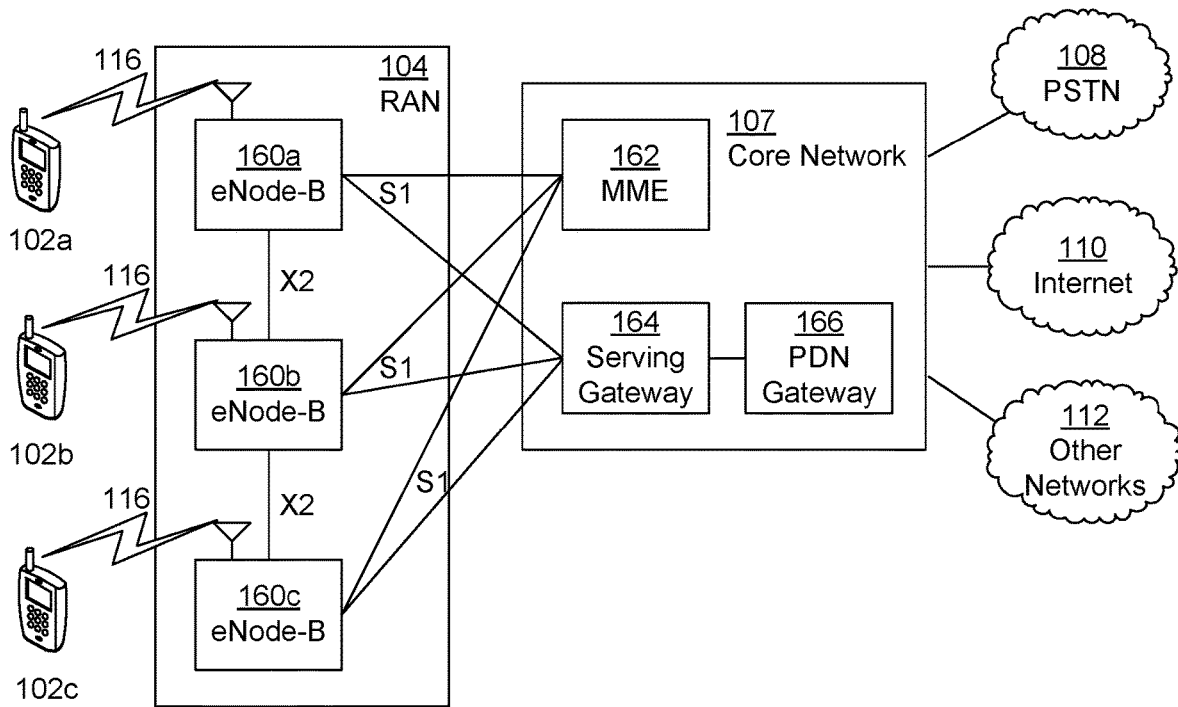 116
102a
116
102b
116
102c
104
RAN
160a
eNode-B
X2
160b
eNode-B
X2
160c
eNode-B
S1
S1
S1
107
Core Network
162
MME
164
Serving
Gateway
166
PDN
Gateway
108
PSTN
110
Internet
112
Other
Networks